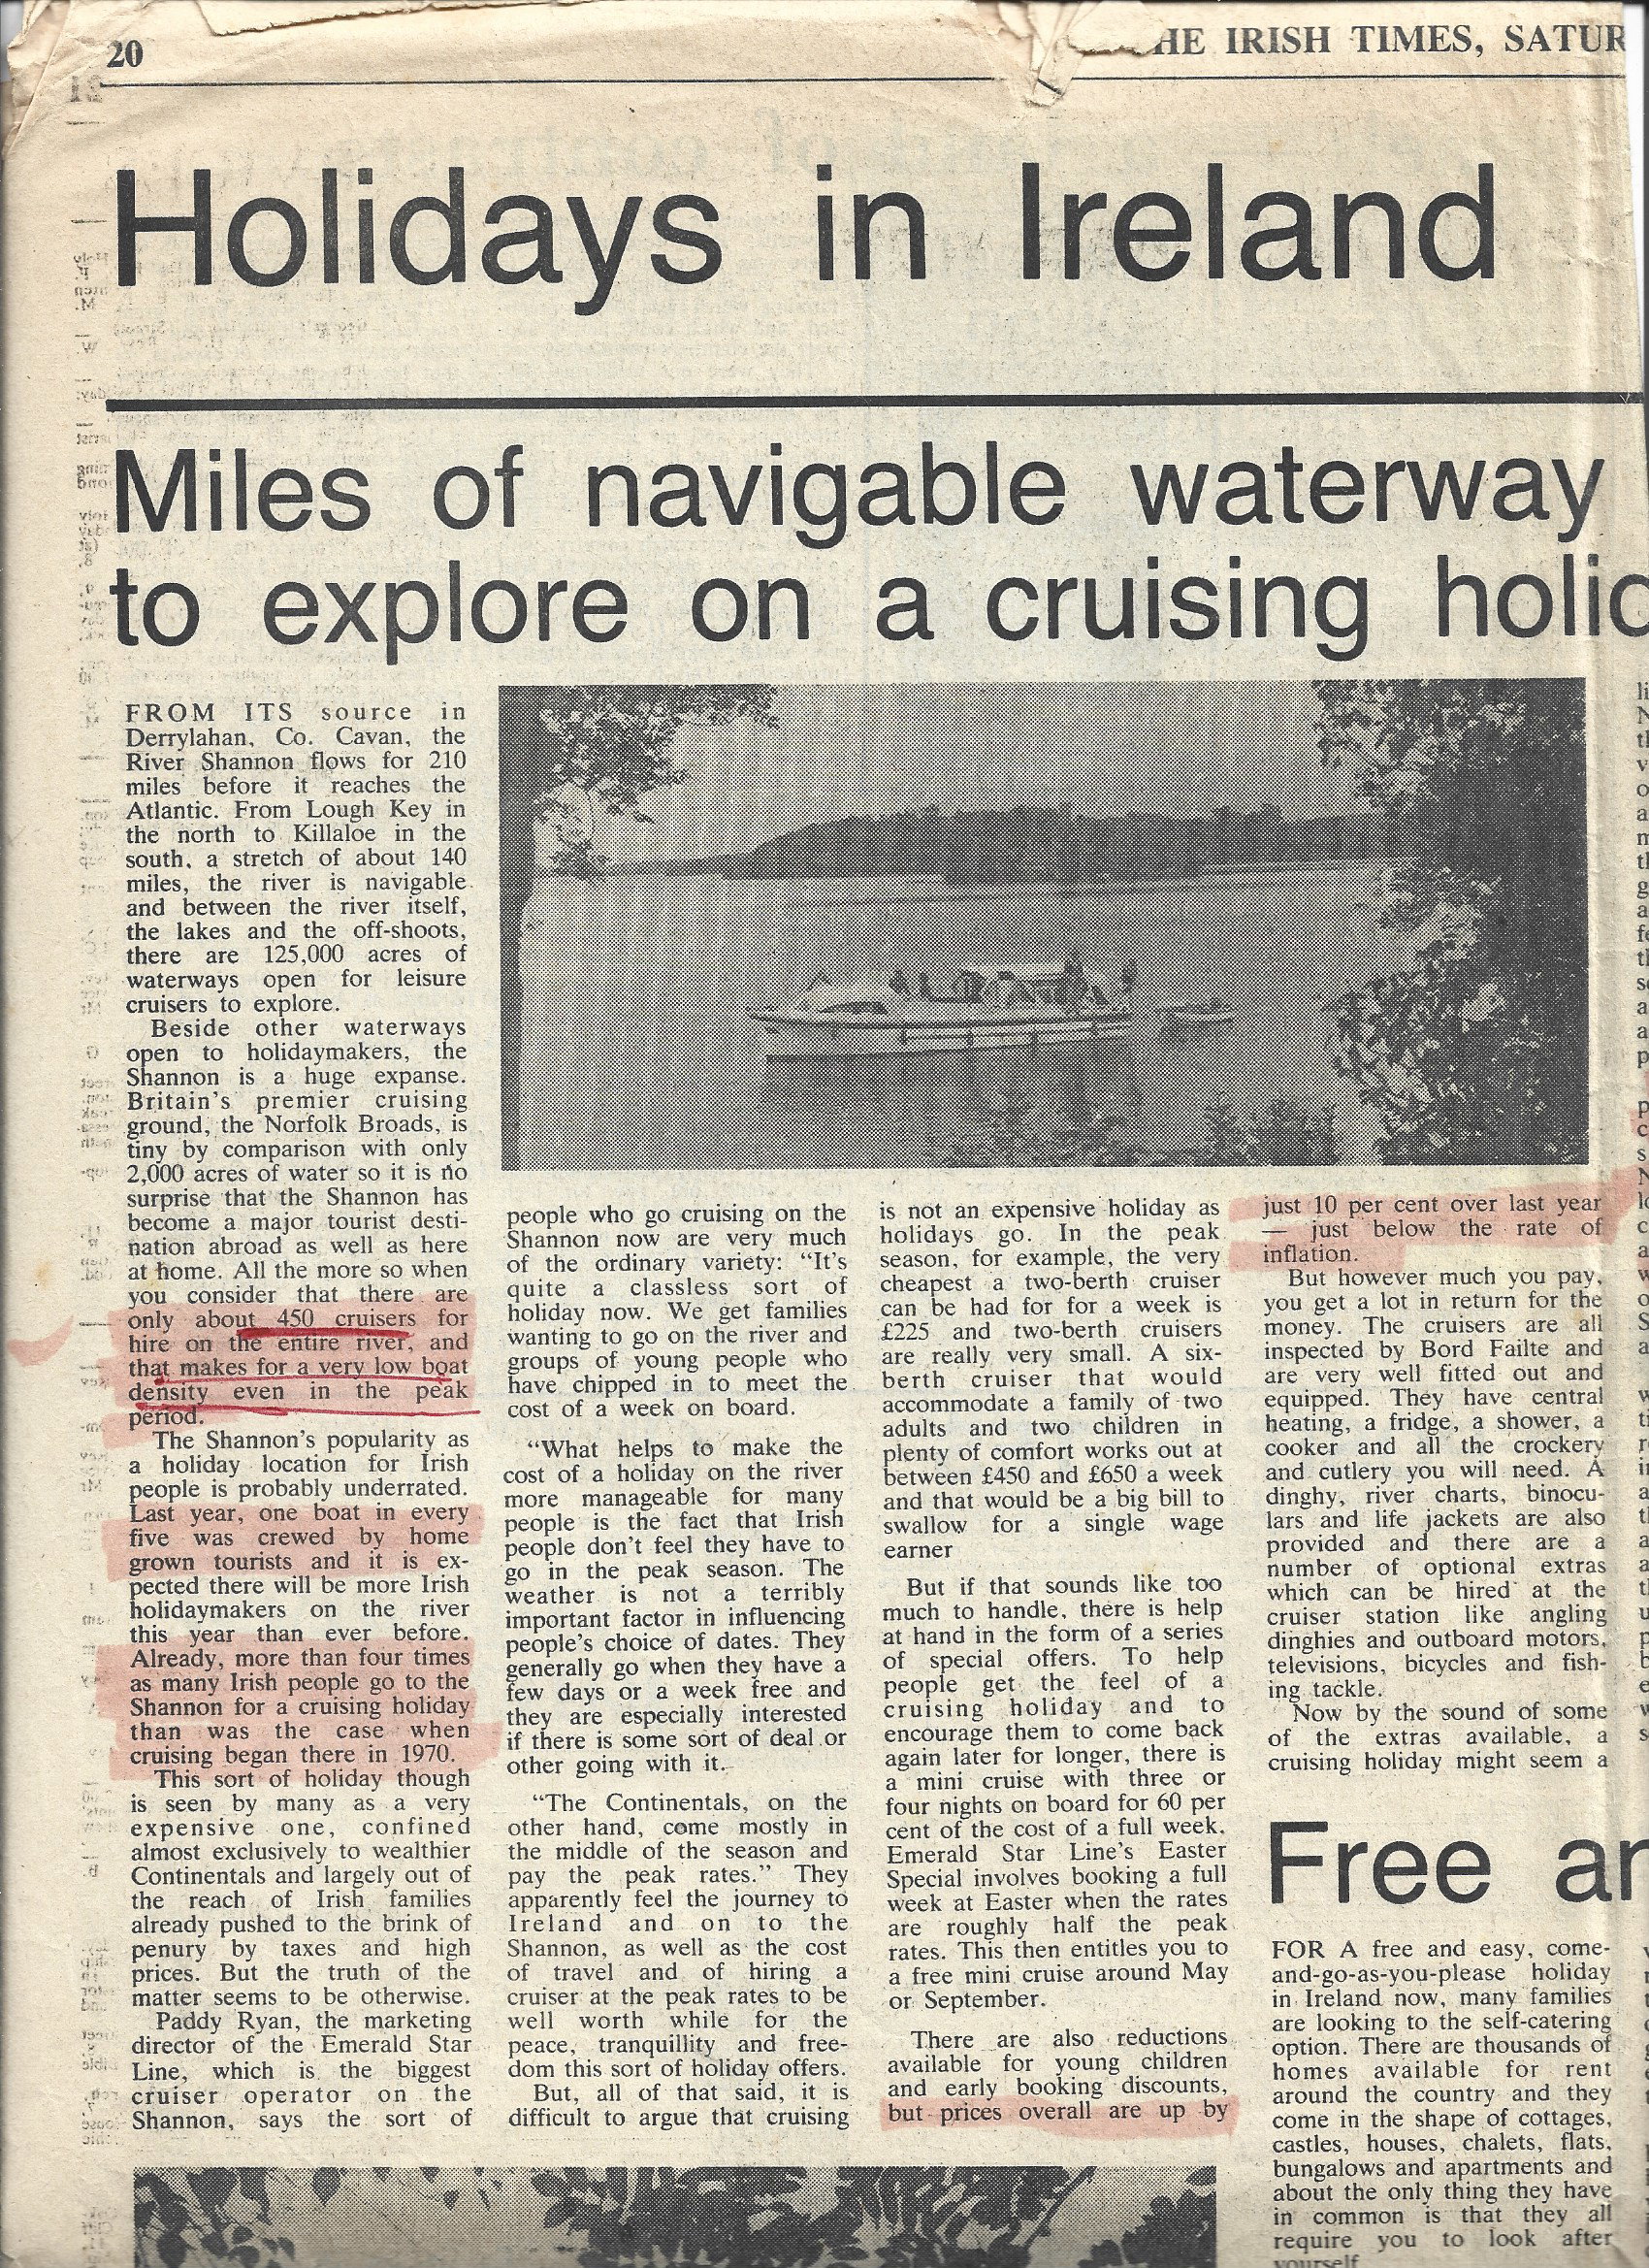 20
HE IRISH TIMES, SATUR
Holidays in Ireland
Miles of navigable waterway
to explore on a cruising holid
FROM ITS source in
Derrylahan, Co. Cavan, the
River Shannon flows for 210
miles before it reaches the
Atlantic. From Lough Key in
the north to Killaloe in the
south, a stretch of about 140
miles, the river is navigable
and between the river itself,
the lakes and the off-shoots,
there are 125,000 acres of
waterways open for leisure
cruisers to explore.
Beside other waterways
open to holidaymakers, the
Shannon is a huge expanse.
Britain's premier cruising
ground, the Norfolk Broads, is
tiny by comparison with only
2,000 acres of water so it is no
surprise that the Shannon has
become a major tourist desti-
nation abroad as well as here
at home. All the more so when
you consider that there are
only about 450 cruisers for
hire on the entire river, and
that makes for a very low boat
density even in the peak
period.
The Shannon's popularity as
a holiday location for Irish
people is probably underrated.
Last year, one boat in every
five was crewed by home
grown tourists and it is ex-
pected there will be more Irish
holidaymakers on the river
this year than ever before.
Already, more than four times
as many Irish people go to the
Shannon for a cruising holiday
than was the case when
cruising began there in 1970.
This sort of holiday though
is seen by many as a very
expensive one, confined
almost exclusively to wealthier
Continentals and largely out of
the reach of Irish families
already pushed to the brink of
penury by taxes and high
prices. But the truth of the
matter seems to be otherwise.
Paddy Ryan, the marketing
director of the Emerald Star
Line, which is the biggest
cruiser operator on the
Shannon, says the sort of
people who go cruising on the
Shannon now are very much
of the ordinary variety: "It's
quite a classless sort of
holiday now. We get families
wanting to go on the river and
groups of young people who
have chipped in to meet the
cost of a week on board.
"What helps to make the
cost of a holiday on the river
more manageable for many
people is the fact that Irish
people don't feel they have to
go in the peak season. The
weather is not a terribly
important factor in influencing
people's choice of dates. They
generally go when they have a
few days or a week free and
they are especially interested
if there is some sort of deal or
other going with it.
"The Continentals, on the
other hand, come mostly in
the middle of the season and
pay the peak rates." They
apparently feel the journey to
Ireland and on to the
Shannon, as well as the cost
of travel and of hiring a
cruiser at the peak rates to be
well worth while for the
peace, tranquillity and free-
dom this sort of holiday offers.
But, all of that said, it is
difficult to argue that cruising
is not an expensive holiday as
holidays go. In the peak
season, for example, the very
cheapest a two-berth cruiser
can be had for for a week is
£225 and two-berth cruisers
are really very small. A six-
berth cruiser that would
accommodate a family of two
adults and two children in
plenty of comfort works out at
between £450 and £650 a week
and that would be a big bill to
swallow for a single wage
earner
But if that sounds like too
much to handle, there is help
at hand in the form of a series
of special offers. To help
people get the feel of a
cruising holiday and to
encourage them to come back
again later for longer, there is
a mini cruise with three or
four nights on board for 60 per
cent of the cost of a full week.
Emerald Star Line's Easter
Special involves booking a full
week at Easter when the rates
are roughly half the peak
rates. This then entitles you to
a free mini cruise around May
or September.
There are also reductions
available for young children
and early booking discounts,
but prices overall are up by
just 10 per cent over last year
— just below the rate of
inflation.
But however much you pay,
you get a lot in return for the
money. The cruisers are all
inspected by Bord Failte and
are very well fitted out and
equipped. They have central
heating, a fridge, a shower, a
cooker and all the crockery
and cutlery you will need. A
dinghy, river charts, binocu-
lars and life jackets are also
provided and there are a
number of optional extras
which can be hired at the
cruiser station like angling
dinghies and outboard motors,
televisions, bicycles and fish-
ing tackle.
Now by the sound of some
of the extras available, a
cruising holiday might seem a
Free an
FOR A free and easy, come-
and-go-as-you-please holiday
in Ireland now, many families
are looking to the self-catering
option. There are thousands of
homes available for rent
around the country and they
come in the shape of cottages,
castles, houses, chalets, flats,
bungalows and apartments and
about the only thing they have
in common is that they all
require you to look after
yourself.